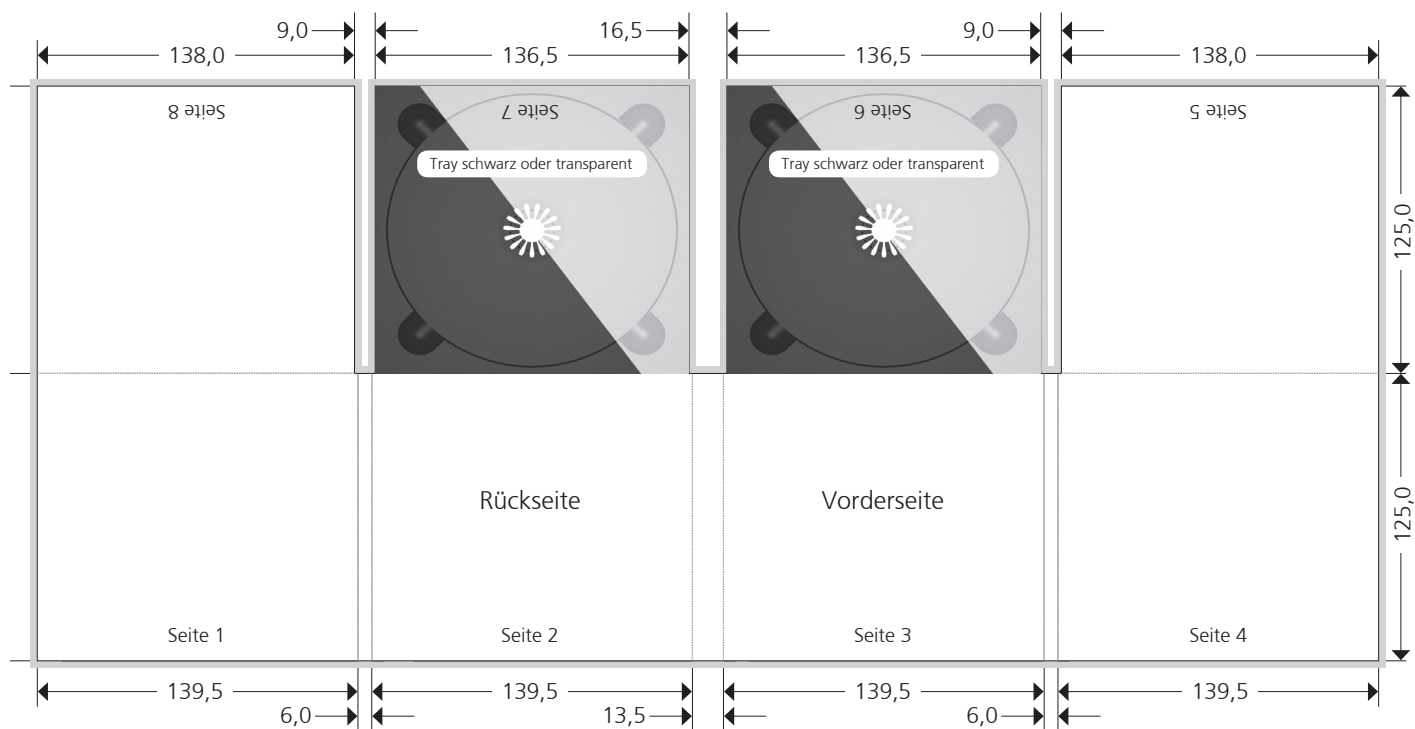 9,0 16,5 9,0
138,0 136,5 136,5 138,0
Seite 8 Seite 7 Seite 6 Seite 5
Tray schwarz oder transparent Tray schwarz oder transparent
125,0
Rückseite Vorderseite
125,0
Seite 1 Seite 2 Seite 3 Seite 4
139,5 139,5 139,5 139,5
6,0 13,5 6,0